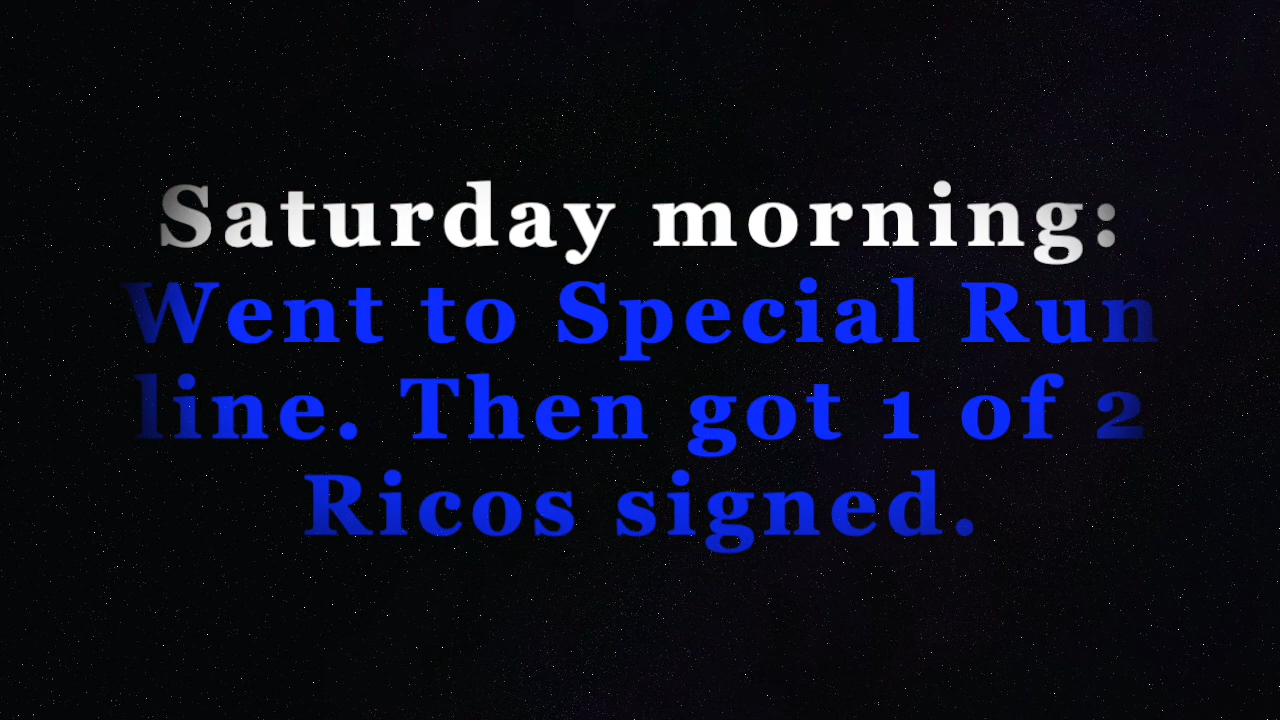 Saturday morning:
Went to Special Run
line. Then got 1 of 2
Ricos signed.